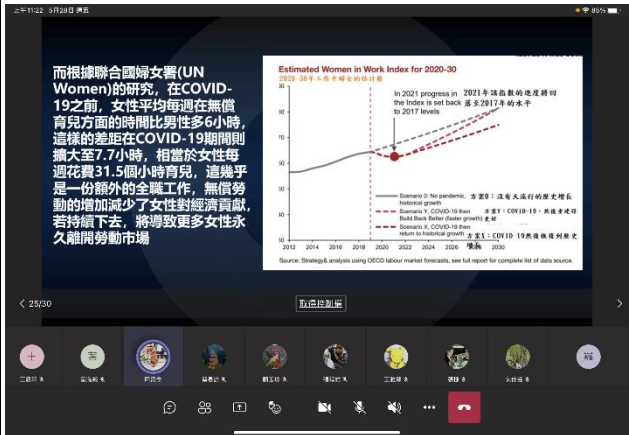 上午11:22 5月28日 週五
85%
而根據聯合國婦女署(UN
Women)的研究，在COVID-
19之前，女性平均每週在無償
育兒方面的時間比男性多6小時，
這樣的差距在COVID-19期間則
擴大至7.7小時，相當於女性每
週花費31.5個小時育兒，這幾乎
是一份額外的全職工作，無償勞
動的增加減少了女性對經濟貢獻，
若持續下去，將導致更多女性永
久離開勞動市場
Estimated Women in Work Index for 2020-30
2020-30年工作中婦女的估計數
In 2021 progress in
the Index is set back
to 2017 levels
2021年該指數的進度將回
落至2017年的水平
Scenario 0: No pandemic,
historical growth
方案0：沒有大流行的歷史增長
Scenario Y, COVID-19 then
Build Back Better (faster growth)
方案Y：COVID-19，然後重建得
更好
Scenario X, COVID-19 then
return to historical growth
方案X：COVID-19然後恢復到歷史
增長
2012 2014 2016 2018 2020 2022 2024 2026 2028 2030
Source: Strategy& analysis using OECD labour market forecasts, see full report for complete list of data source.
25/30
取得控制權